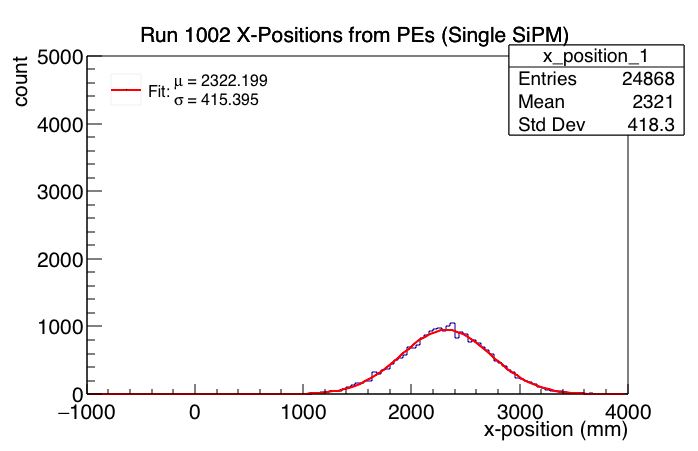 Run 1002 X-Positions from PEs (Single SiPM)
x_position_1
Entries 24868
Mean 2321
Std Dev 418.3
Fit: μ = 2322.199
σ = 415.395
count
5000
4000
3000
2000
1000
0
−1000 0 1000 2000 3000 4000
x-position (mm)